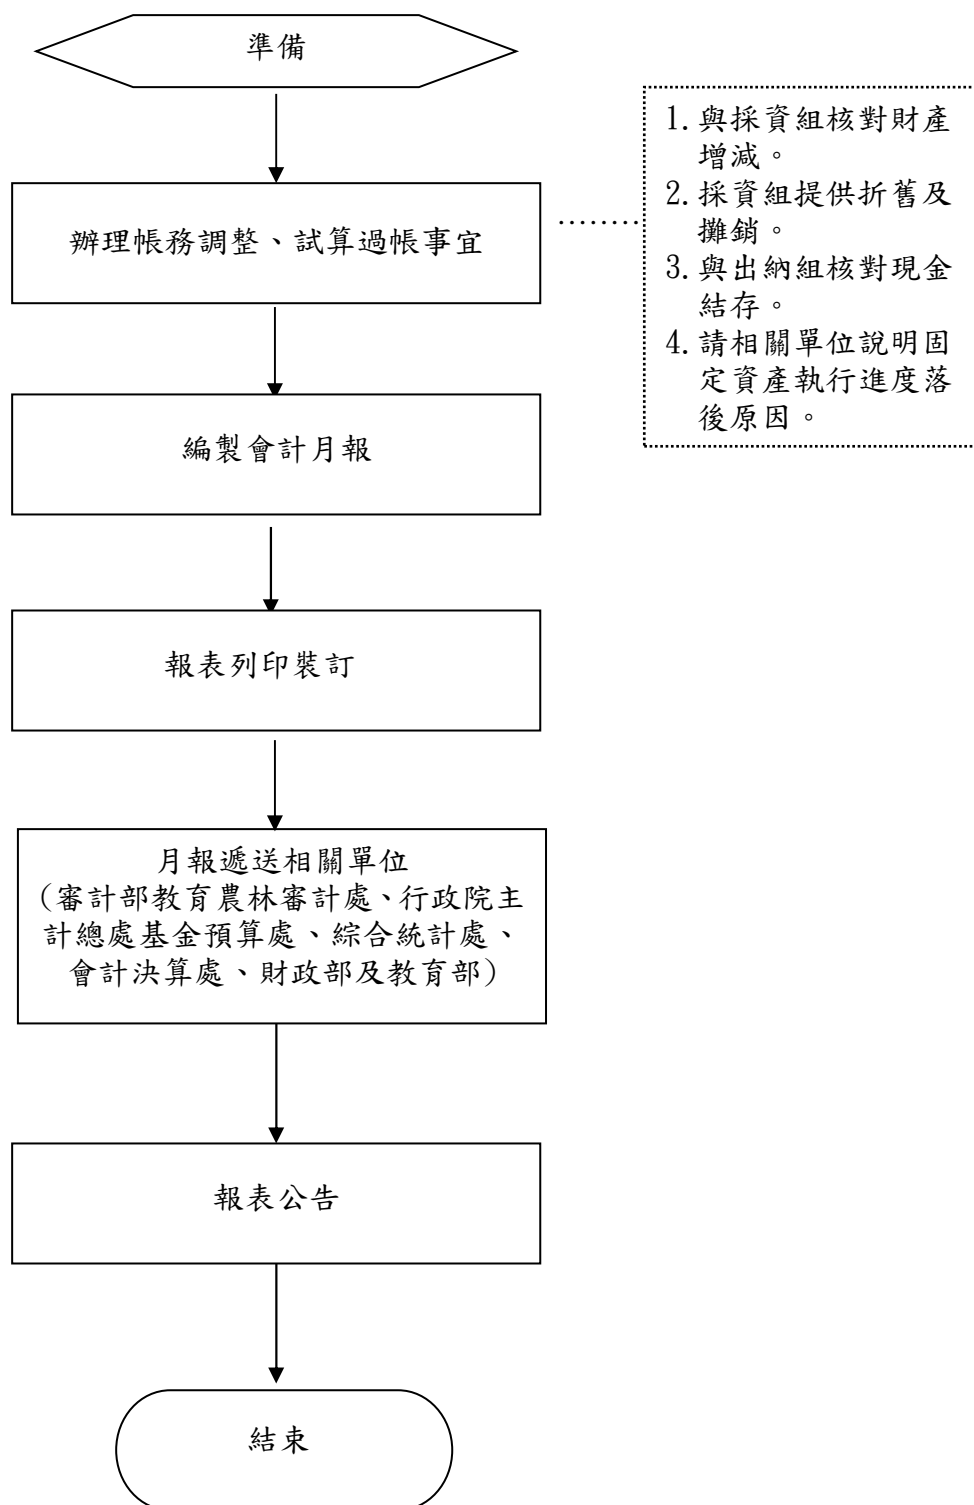 準備
辦理帳務調整、試算過帳事宜
1.與採資組核對財產
增減。
2.採資組提供折舊及
攤銷。
3.與出納組核對現金
結存。
4.請相關單位說明固
定資產執行進度落
後原因。
編製會計月報
報表列印裝訂
月報遞送相關單位
(審計部教育農林審計處、行政院主
計總處基金預算處、綜合統計處、
會計決算處、財政部及教育部)
報表公告
結束